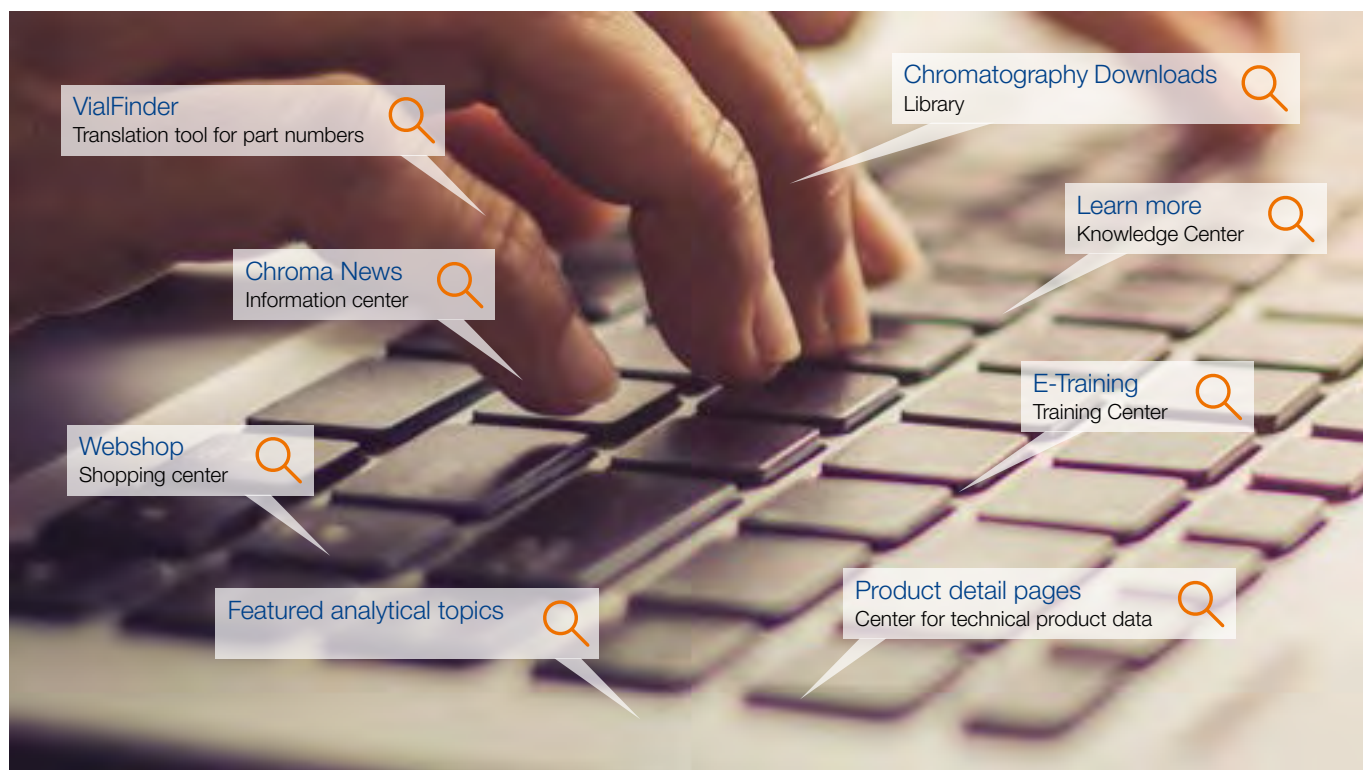 VialFinder
Translation tool for part numbers
Chromatography Downloads
Library
Learn more
Knowledge Center
Chroma News
Information center
E-Training
Training Center
Webshop
Shopping center
Featured analytical topics
Product detail pages
Center for technical product data